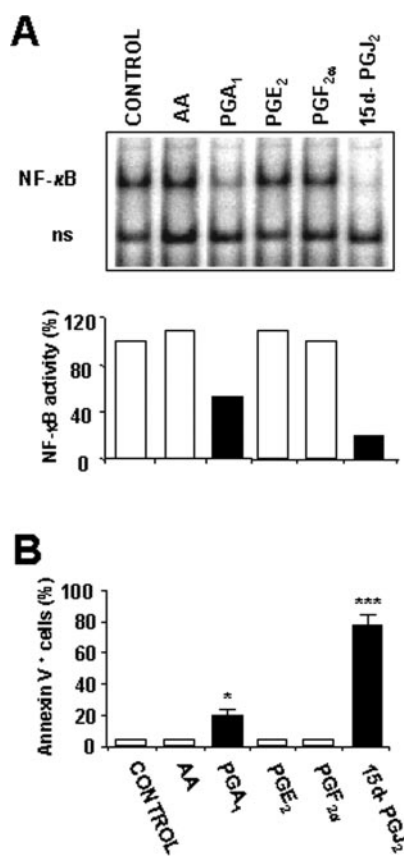 A
CONTROL AA PGA₁ PGE₂ PGF₂α 15d- PGJ₂
NF-κB
ns
NF-κB activity (%)
120
80
40
0
B
Annexin V⁺ cells (%)
100
80
60
40
20
0
*
***
CONTROL AA PGA₁ PGE₂ PGF₂α 15d- PGJ₂